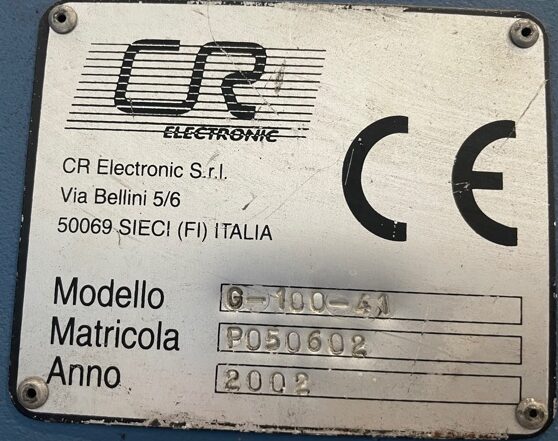 CR
ELECTRONIC
CR Electronic S.r.l.
Via Bellini 5/6
50069 SIECI (FI) ITALIA
CE
Modello G-100-41
Matricola P050602
Anno 2002